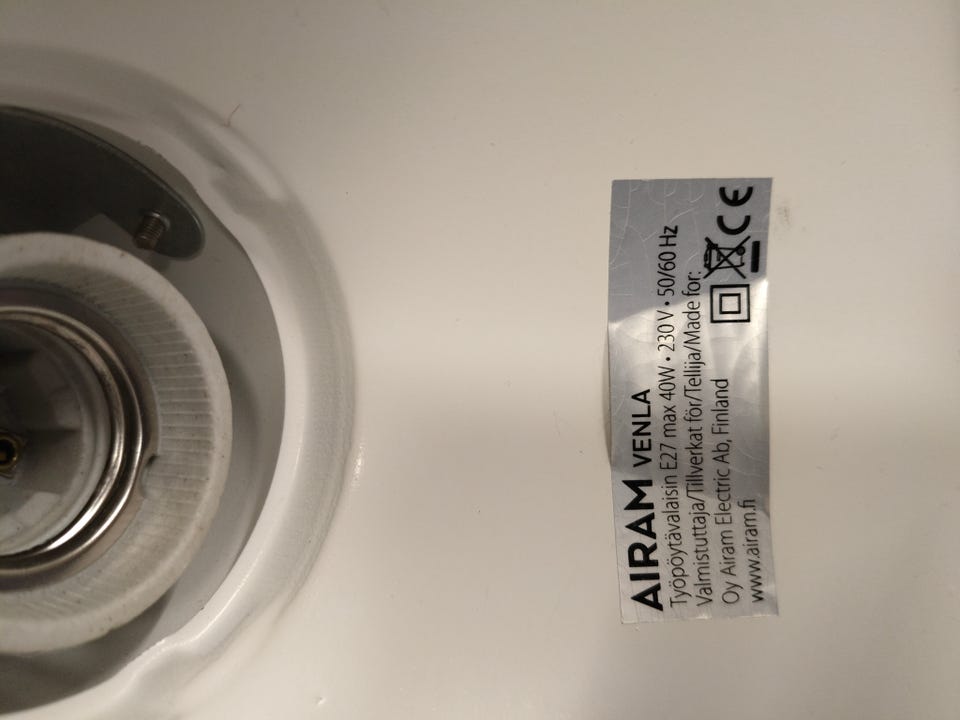 AIRAM VENLA
Työpöytävalaisin E27 max 40W • 230 V • 50/60 Hz
Valmistuttaja/Tillverkat för/Tellija/Made for:
Oy Airam Electric Ab, Finland
www.airam.fi
CE